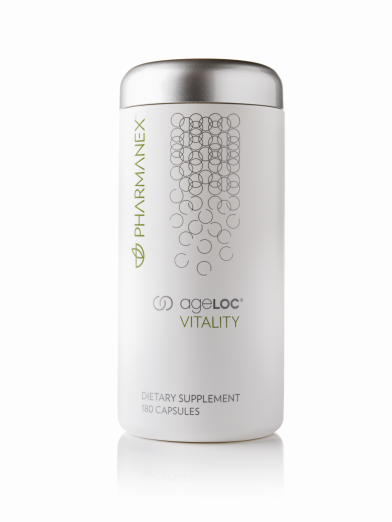 PHARMANEX
ageLOC®
VITALITY
DIETARY SUPPLEMENT
180 CAPSULES